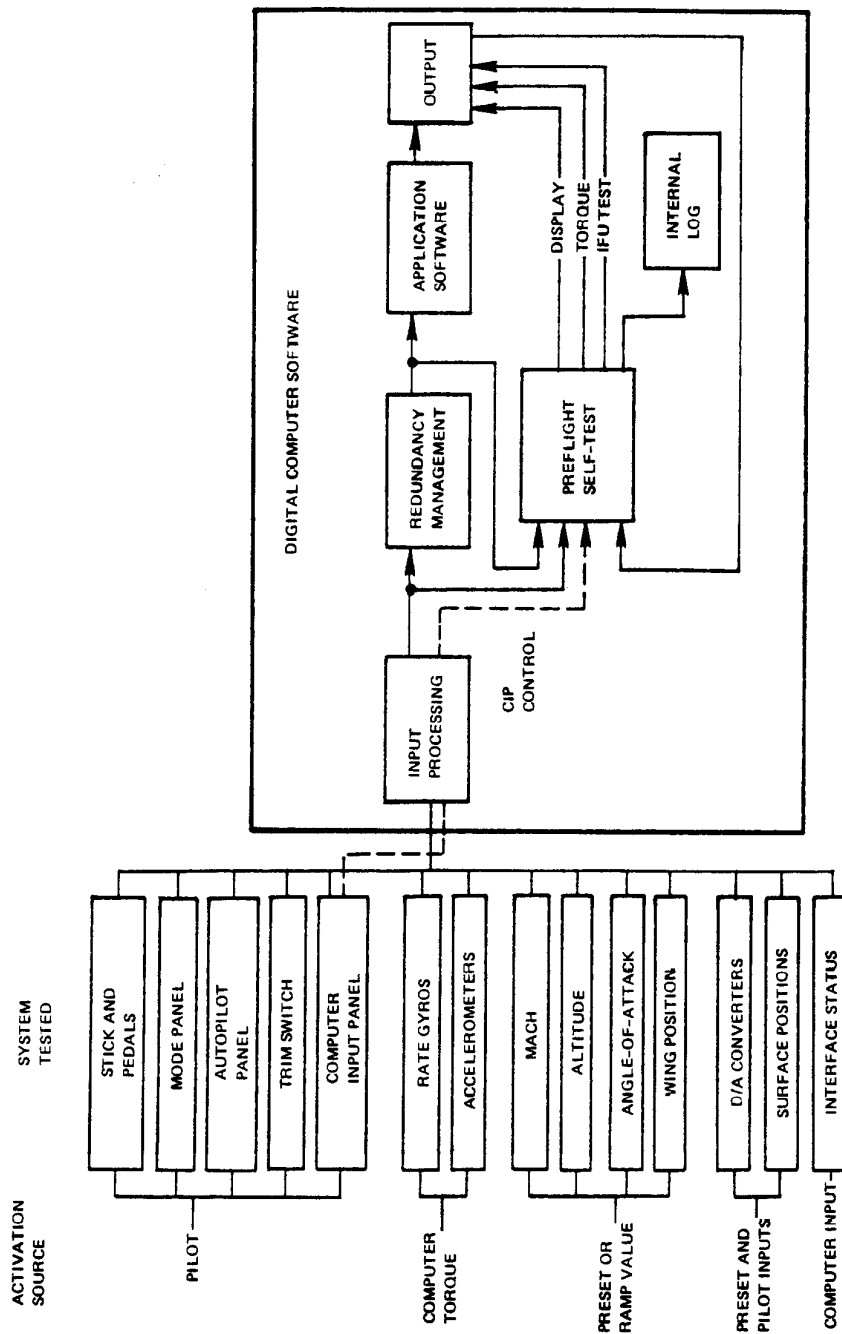 ACTIVATION
SOURCE
SYSTEM
TESTED
PILOT
STICK AND
PEDALS
MODE PANEL
AUTOPILOT
PANEL
TRIM SWITCH
COMPUTER
INPUT PANEL
COMPUTER
TORQUE
RATE GYROS
ACCELEROMETERS
PRESET OR
RAMP VALUE
MACH
ALTITUDE
ANGLE-OF-ATTACK
WING POSITION
PRESET AND
PILOT INPUTS
D/A CONVERTERS
SURFACE POSITIONS
COMPUTER INPUT
INTERFACE STATUS
DIGITAL COMPUTER SOFTWARE
INPUT
PROCESSING
CIP
CONTROL
REDUNDANCY
MANAGEMENT
APPLICATION
SOFTWARE
OUTPUT
PREFLIGHT
SELF-TEST
DISPLAY
TORQUE
IFU TEST
INTERNAL
LOG